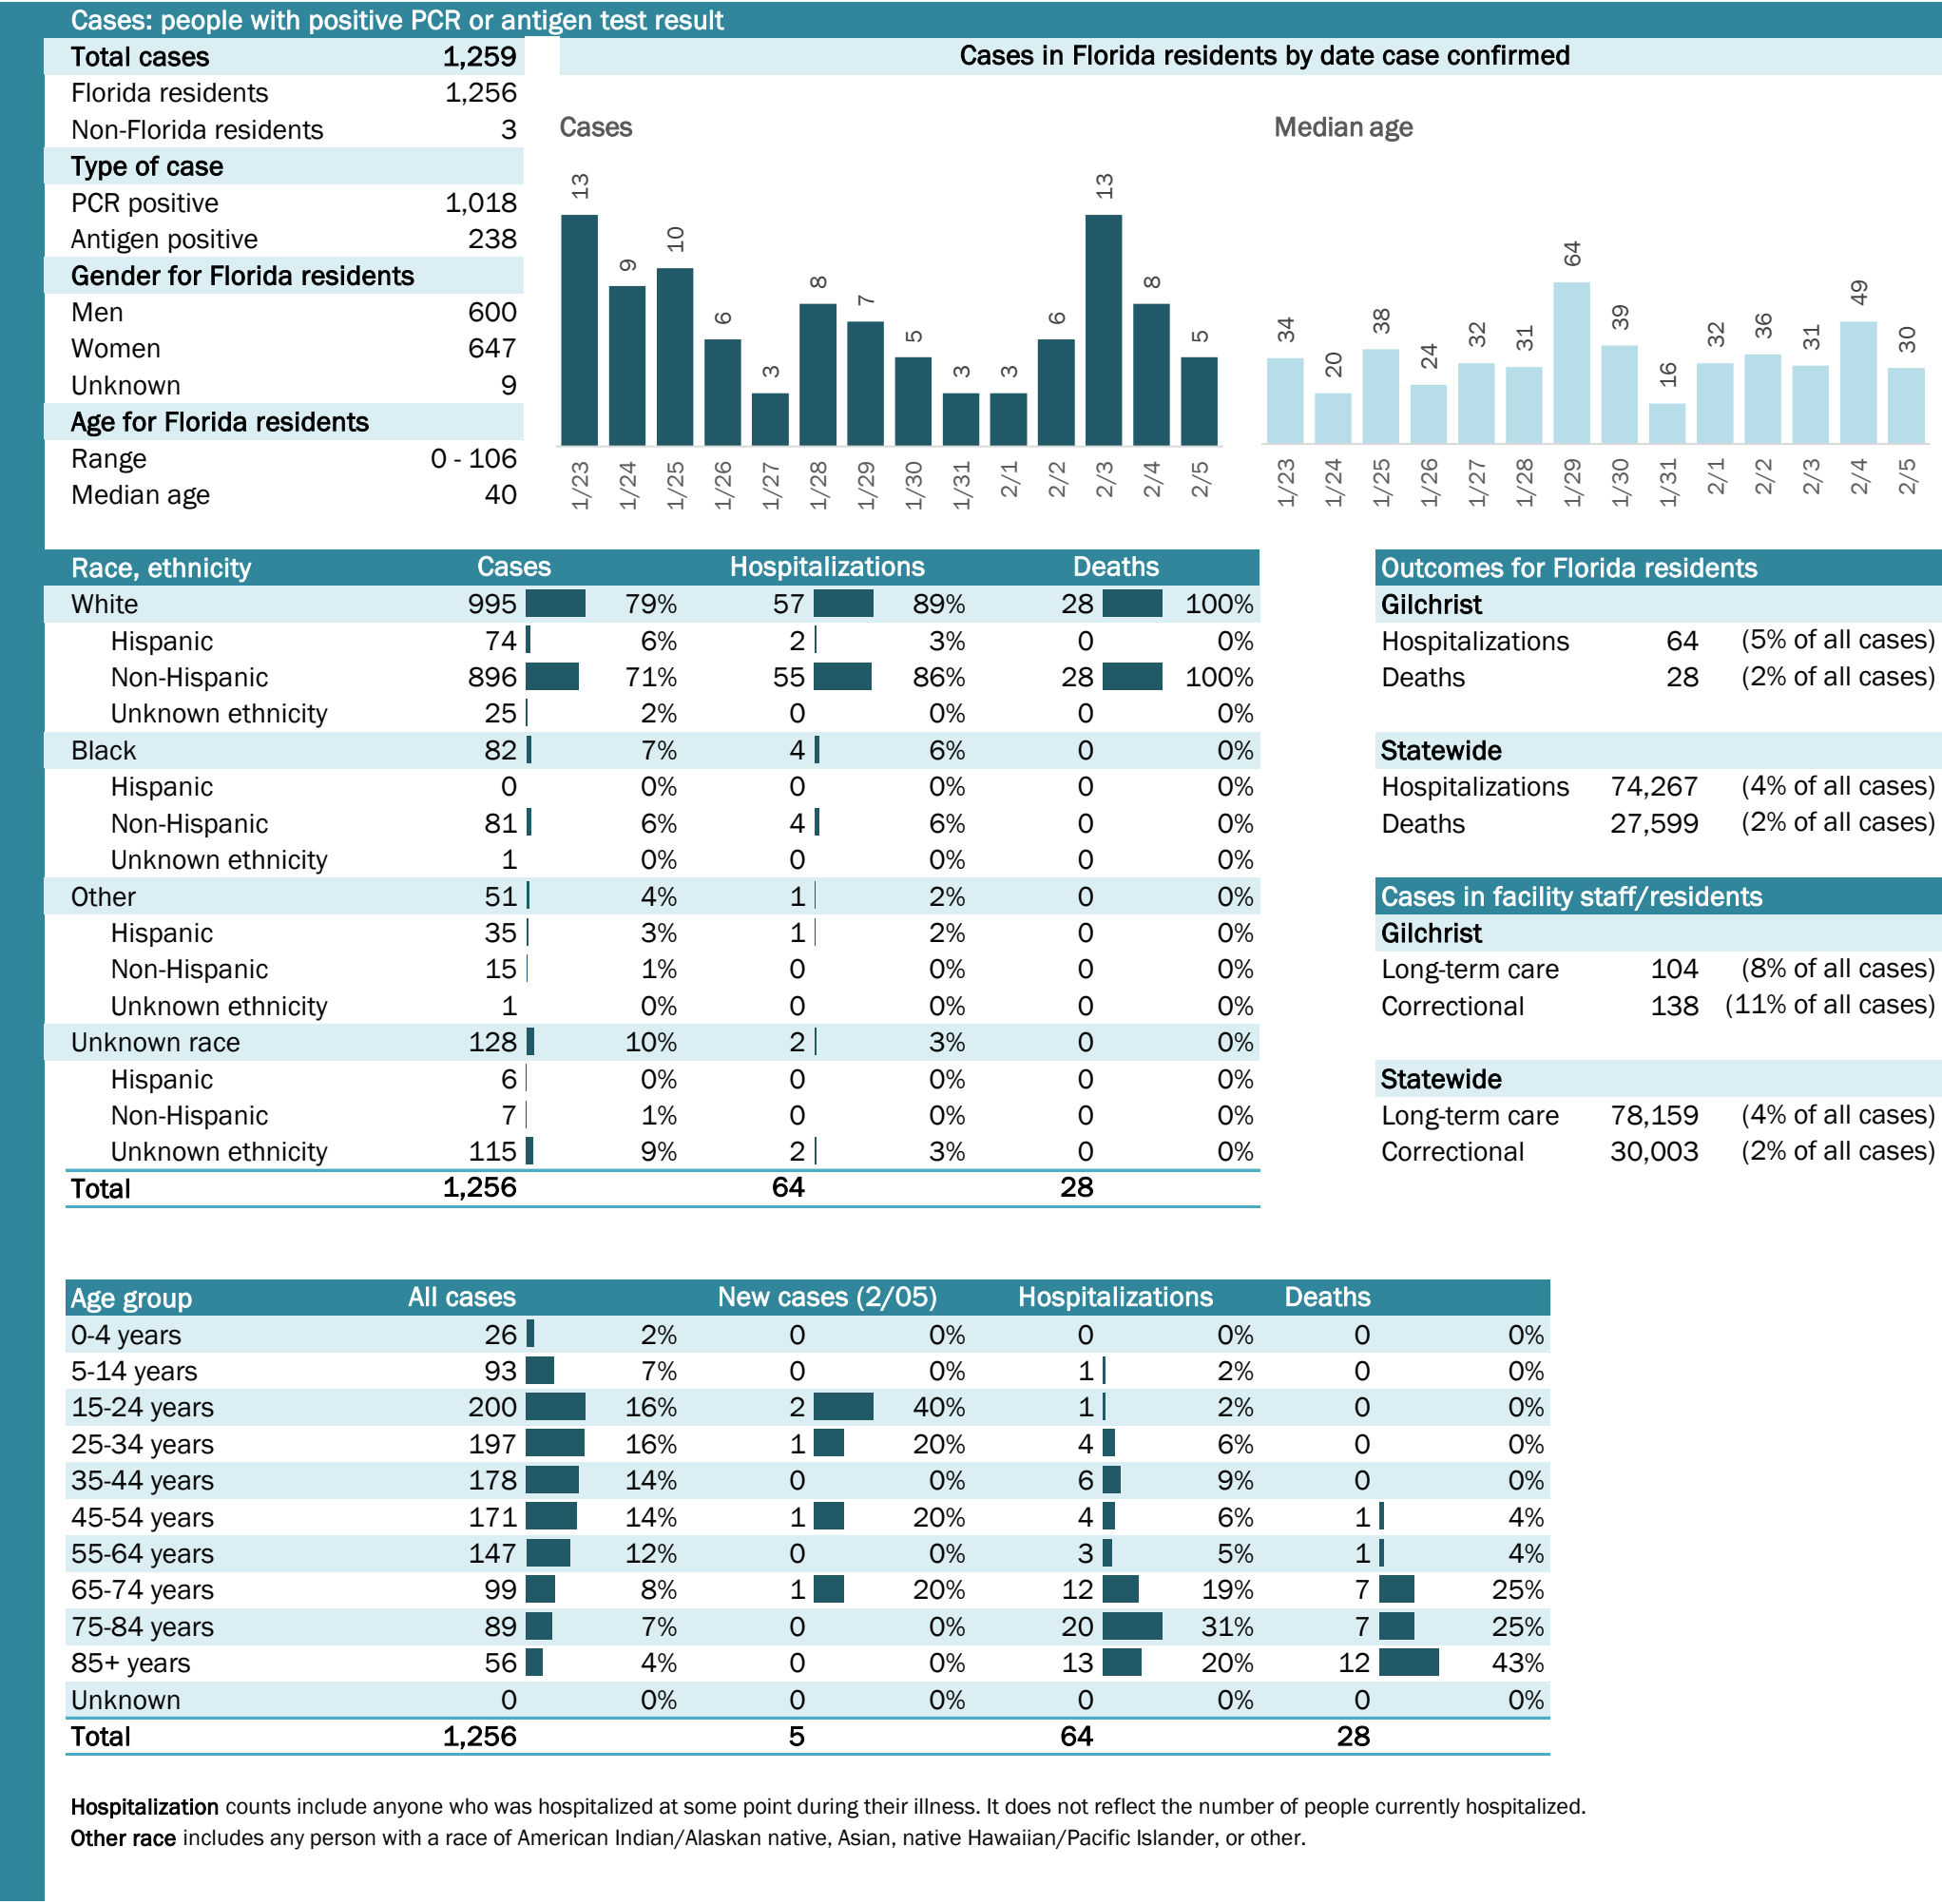 Cases: people with positive PCR or antigen test result
Total cases 1,259
Florida residents 1,256
Non-Florida residents 3
Type of case
PCR positive 1,018
Antigen positive 238
Gender for Florida residents
Men 600
Women 647
Unknown 9
Age for Florida residents
Range 0 - 106
Median age 40
Cases in Florida residents by date case confirmed
Cases
13 9 10 6 3 8 7 5 3 3 6 13 8 5
1/23 1/24 1/25 1/26 1/27 1/28 1/29 1/30 1/31 2/1 2/2 2/3 2/4 2/5
Median age
34 20 38 24 32 31 64 39 16 32 36 31 49 30
1/23 1/24 1/25 1/26 1/27 1/28 1/29 1/30 1/31 2/1 2/2 2/3 2/4 2/5
Race, ethnicity Cases Hospitalizations Deaths
White 995 79% 57 89% 28 100%
Hispanic 74 6% 2 3% 0 0%
Non-Hispanic 896 71% 55 86% 28 100%
Unknown ethnicity 25 2% 0 0% 0 0%
Black 82 7% 4 6% 0 0%
Hispanic 0 0% 0 0% 0 0%
Non-Hispanic 81 6% 4 6% 0 0%
Unknown ethnicity 1 0% 0 0% 0 0%
Other 51 4% 1 2% 0 0%
Hispanic 35 3% 1 2% 0 0%
Non-Hispanic 15 1% 0 0% 0 0%
Unknown ethnicity 1 0% 0 0% 0 0%
Unknown race 128 10% 2 3% 0 0%
Hispanic 6 0% 0 0% 0 0%
Non-Hispanic 7 1% 0 0% 0 0%
Unknown ethnicity 115 9% 2 3% 0 0%
Total 1,256 64 28
Outcomes for Florida residents
Gilchrist
Hospitalizations 64 (5% of all cases)
Deaths 28 (2% of all cases)
Statewide
Hospitalizations 74,267 (4% of all cases)
Deaths 27,599 (2% of all cases)
Cases in facility staff/residents
Gilchrist
Long-term care 104 (8% of all cases)
Correctional 138 (11% of all cases)
Statewide
Long-term care 78,159 (4% of all cases)
Correctional 30,003 (2% of all cases)
Age group All cases New cases (2/05) Hospitalizations Deaths
0-4 years 26 2% 0 0% 0 0% 0 0%
5-14 years 93 7% 0 0% 1 2% 0 0%
15-24 years 200 16% 2 40% 1 2% 0 0%
25-34 years 197 16% 1 20% 4 6% 0 0%
35-44 years 178 14% 0 0% 6 9% 0 0%
45-54 years 171 14% 1 20% 4 6% 1 4%
55-64 years 147 12% 0 0% 3 5% 1 4%
65-74 years 99 8% 1 20% 12 19% 7 25%
75-84 years 89 7% 0 0% 20 31% 7 25%
85+ years 56 4% 0 0% 13 20% 12 43%
Unknown 0 0% 0 0% 0 0% 0 0%
Total 1,256 5 64 28
Hospitalization counts include anyone who was hospitalized at some point during their illness. It does not reflect the number of people currently hospitalized.
Other race includes any person with a race of American Indian/Alaskan native, Asian, native Hawaiian/Pacific Islander, or other.